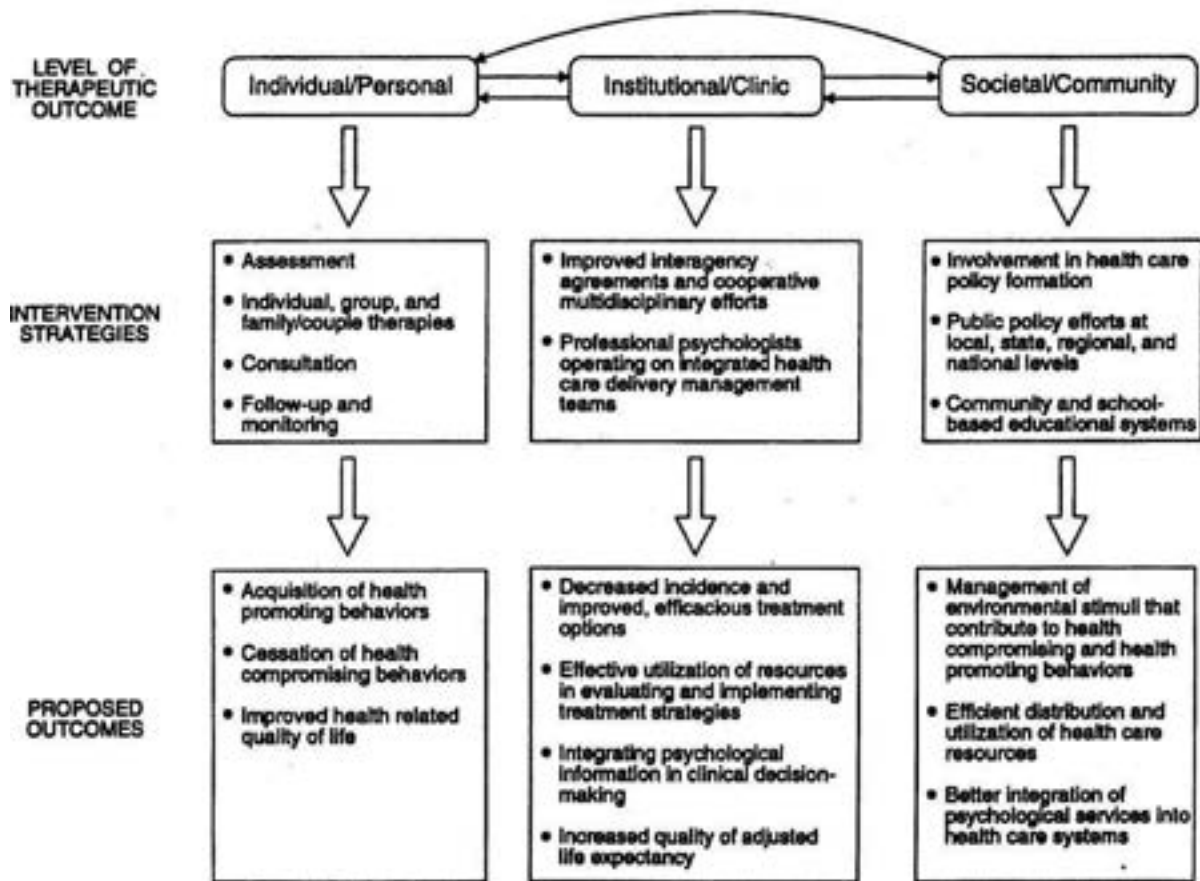 LEVEL OF
THERAPEUTIC
OUTCOME
Individual/Personal
Institutional/Clinic
Societal/Community
INTERVENTION
STRATEGIES
• Assessment
• Individual, group, and
family/couple therapies
• Consultation
• Follow-up and
monitoring
• Improved interagency
agreements and cooperative
multidisciplinary efforts
• Professional psychologists
operating on integrated health
care delivery management
teams
• Involvement in health care
policy formation
• Public policy efforts at
local, state, regional, and
national levels
• Community and school-
based educational systems
PROPOSED
OUTCOMES
• Acquisition of health
promoting behaviors
• Cessation of health
compromising behaviors
• Improved health related
quality of life
• Decreased incidence and
improved, efficacious treatment
options
• Effective utilization of resources
in evaluating and implementing
treatment strategies
• Integrating psychological
information in clinical decision-
making
• Increased quality of adjusted
life expectancy
• Management of
environmental stimuli that
contribute to health
compromising and health
promoting behaviors
• Efficient distribution and
utilization of health care
resources
• Better integration of
psychological services into
health care systems